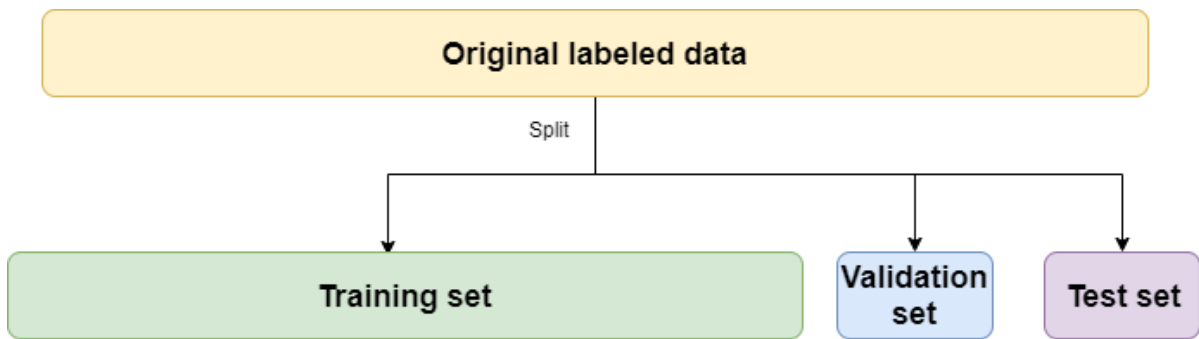 Original labeled data
Split
Training set
Validation
set
Test set